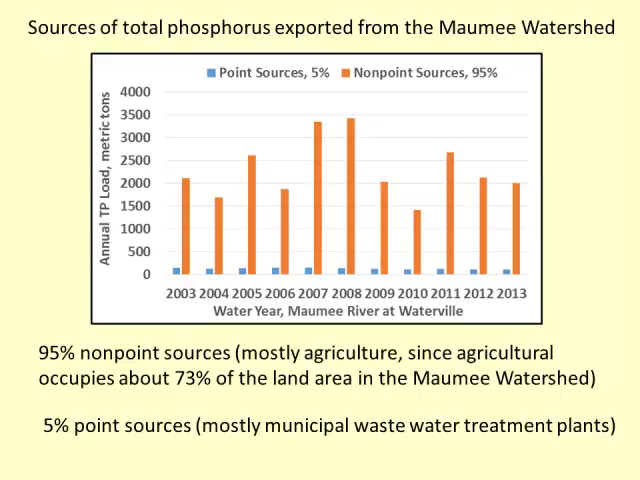 Sources of total phosphorus exported from the Maumee Watershed
Point Sources, 5% Nonpoint Sources, 95%
Annual TP Load, metric tons
4000
3500
3000
2500
2000
1500
1000
500
0
2003 2004 2005 2006 2007 2008 2009 2010 2011 2012 2013
Water Year, Maumee River at Waterville
95% nonpoint sources (mostly agriculture, since agricultural
occupies about 73% of the land area in the Maumee Watershed)
5% point sources (mostly municipal waste water treatment plants)